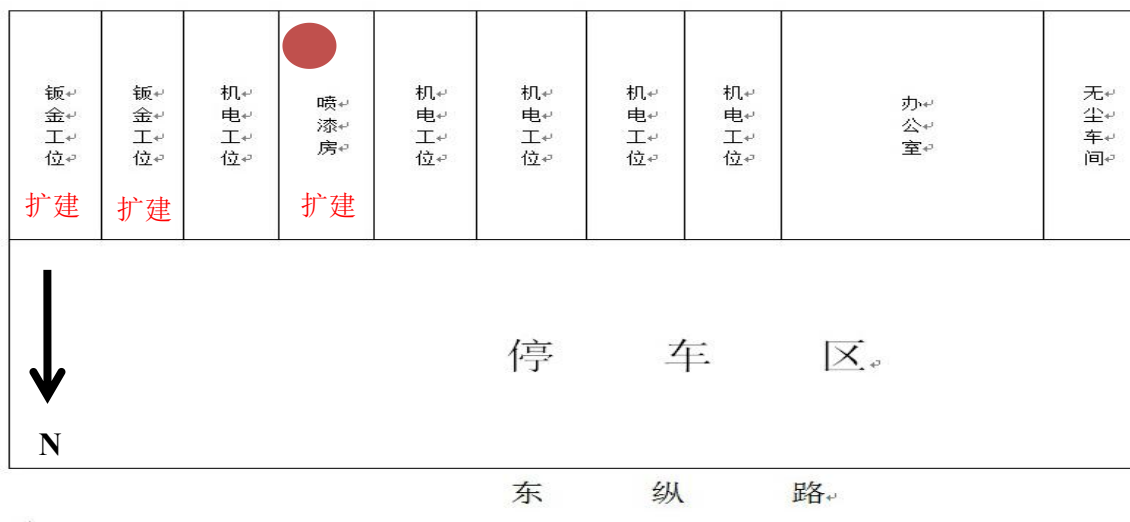 钣金工位
钣金工位
机电工位
喷漆房
机电工位
机电工位
机电工位
机电工位
办公室
无尘车间
扩建
扩建
扩建
停车区
N
东纵路